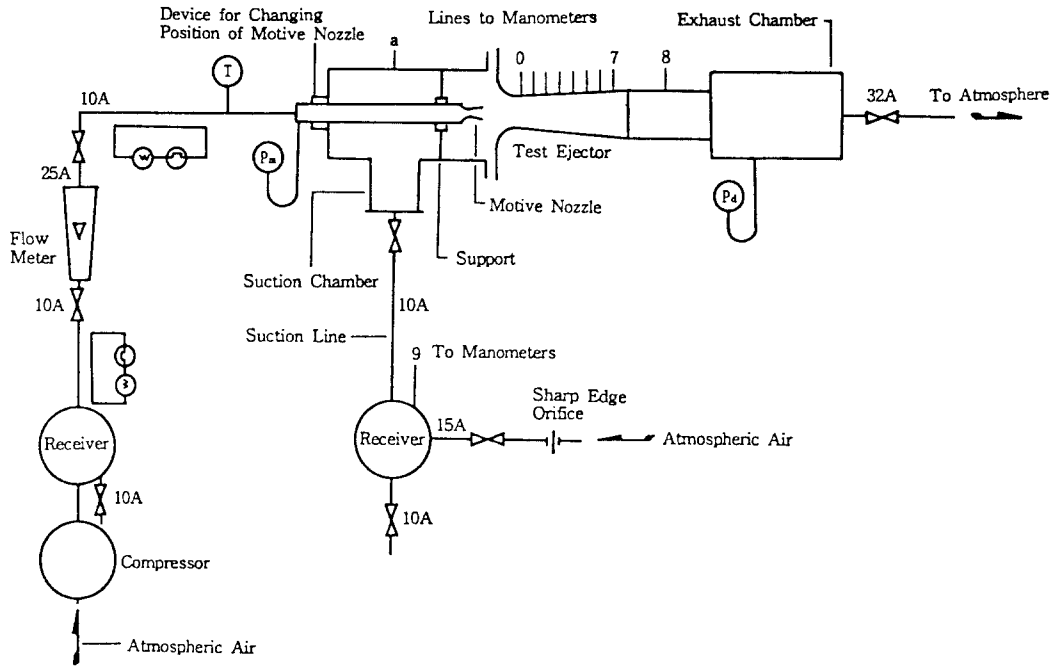 Device for Changing
Position of Motive Nozzle
Lines to Manometers
Exhaust Chamber
a
0
7
8
T
10A
32A
To Atmosphere
Pm
25A
Test Ejector
Pd
Motive Nozzle
Flow
Meter
Support
Suction Chamber
10A
10A
Suction Line
9 To Manometers
Sharp Edge
Orifice
Receiver
15A
Receiver
Atmospheric Air
10A
10A
Compressor
Atmospheric Air